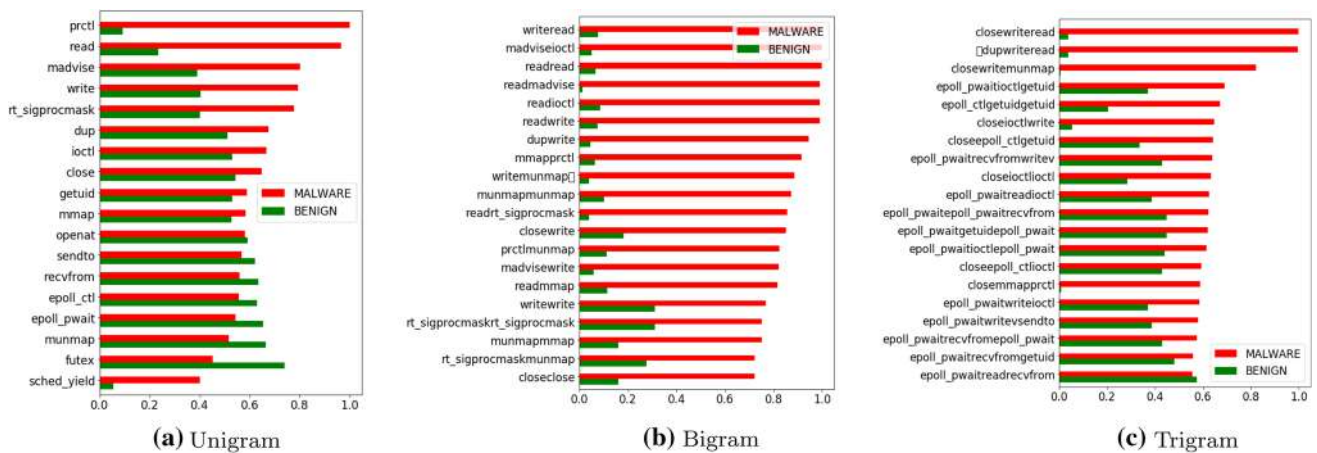 prctl
read
madvise
write
rt_sigprocmask
dup
ioctl
close
getuid
mmap
openat
sendto
recvfrom
epoll_ctl
epoll_pwait
munmap
futex
sched_yield
MALWARE
BENIGN
0.0 0.2 0.4 0.6 0.8 1.0
(a) Unigram
writeread
madviseioctl
readread
readmadvise
readioctl
readwrite
dupwrite
mmapprctl
writemunmap▯
munmapmunmap
readrt_sigprocmask
closewrite
prctlmunmap
madvisewrite
readmmap
writewrite
rt_sigprocmaskrt_sigprocmask
munmapmmap
rt_sigprocmaskmunmap
closeclose
MALWARE
BENIGN
0.0 0.2 0.4 0.6 0.8 1.0
(b) Bigram
closewriteread
▯dupwriteread
closewritemunmap
epoll_pwaitioctlgetuid
epoll_ctlgetuidgetuid
closeioctlwrite
closeepoll_ctlgetuid
epoll_pwaitrecvfromwritev
closeioctlioctl
epoll_pwaitreadioctl
epoll_pwaitepoll_pwaitrecvfrom
epoll_pwaitgetuidepoll_pwait
epoll_pwaitioctlepoll_pwait
closeepoll_ctlioctl
closemmapprctl
epoll_pwaitwriteioctl
epoll_pwaitwritevsendto
epoll_pwaitrecvfromepoll_pwait
epoll_pwaitrecvfromgetuid
epoll_pwaitreadrecvfrom
MALWARE
BENIGN
0.0 0.2 0.4 0.6 0.8 1.0
(c) Trigram